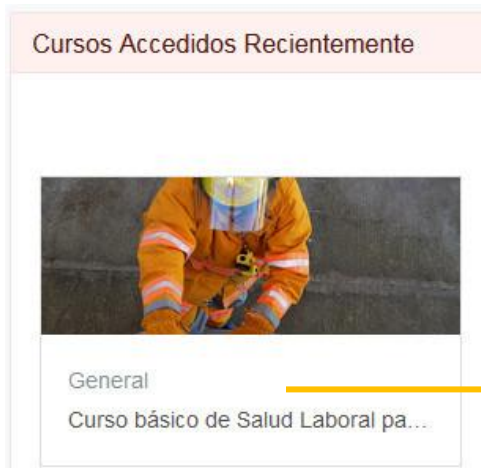 Cursos Accedidos Recientemente
General
Curso básico de Salud Laboral pa...